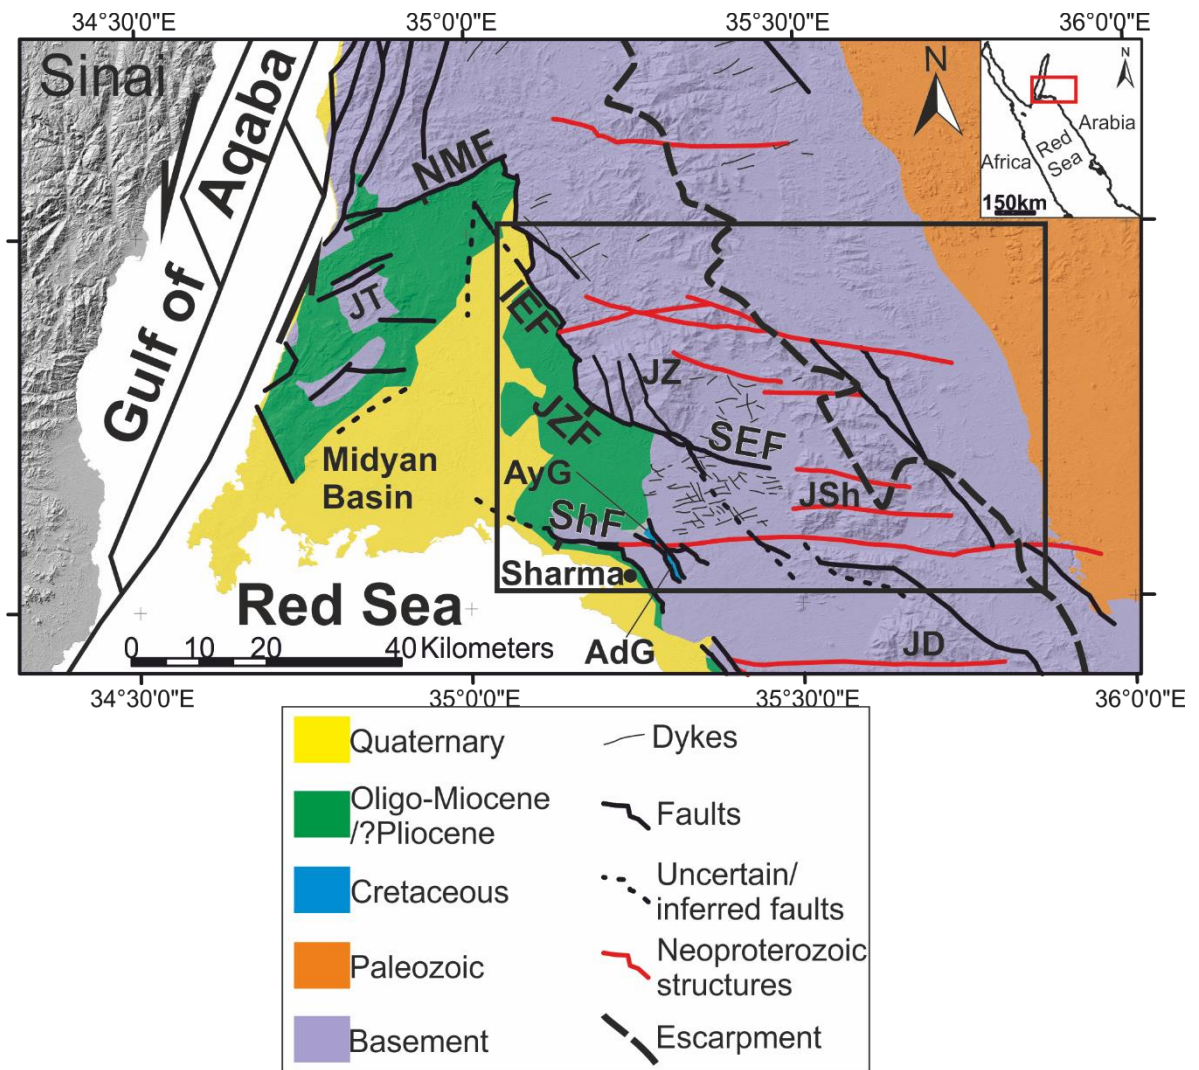 34°30'0"E
35°0'0"E
35°30'0"E
36°0'0"E
Sinai
N
N
Arabia
Africa
Red
Sea
150km
Gulf of
Aqaba
NMF
IEF
JT
JZ
JZF
SEF
Midyan
Basin
AyG
JSh
ShF
Sharma
Red Sea
0 10 20 40 Kilometers
AdG
JD
34°30'0"E
35°0'0"E
35°30'0"E
36°0'0"E
Quaternary
Oligo-Miocene
/?Pliocene
Cretaceous
Paleozoic
Basement
Dykes
Faults
Uncertain/
inferred faults
Neoproterozoic
structures
Escarpment